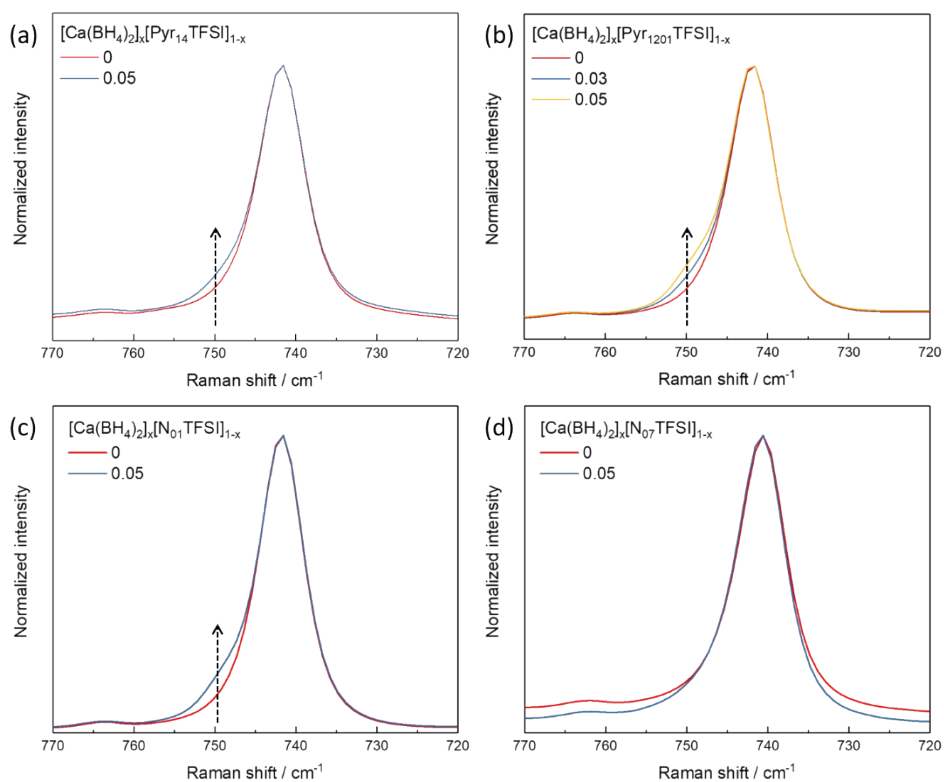 (a)
[Ca(BH₄)₂]ₓ[Pyr₁₄TFSI]₁₋ₓ
0
0.05
Normalized intensity
770 760 750 740 730 720
Raman shift / cm⁻¹
(b)
[Ca(BH₄)₂]ₓ[Pyr₁₂₀₁TFSI]₁₋ₓ
0
0.03
0.05
Normalized intensity
770 760 750 740 730 720
Raman shift / cm⁻¹
(c)
[Ca(BH₄)₂]ₓ[N₀₁TFSI]₁₋ₓ
0
0.05
Normalized intensity
770 760 750 740 730 720
Raman shift / cm⁻¹
(d)
[Ca(BH₄)₂]ₓ[N₀₇TFSI]₁₋ₓ
0
0.05
Normalized intensity
770 760 750 740 730 720
Raman shift / cm⁻¹